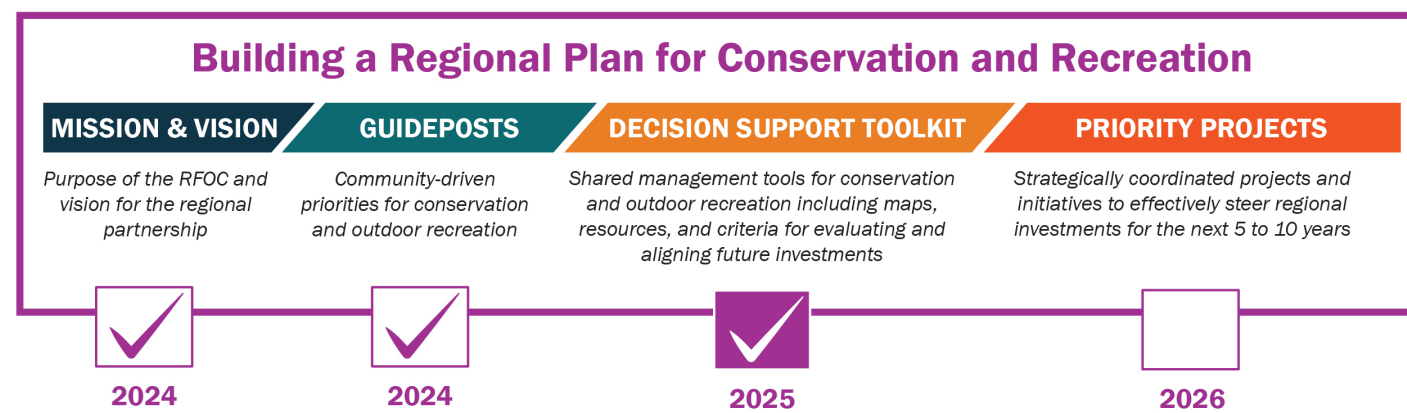 Building a Regional Plan for Conservation and Recreation
MISSION & VISION
Purpose of the RFOC and
vision for the regional
partnership
2024
GUIDEPOSTS
Community-driven
priorities for conservation
and outdoor recreation
2024
DECISION SUPPORT TOOLKIT
Shared management tools for conservation
and outdoor recreation including maps,
resources, and criteria for evaluating and
aligning future investments
2025
PRIORITY PROJECTS
Strategically coordinated projects and
initiatives to effectively steer regional
investments for the next 5 to 10 years
2026